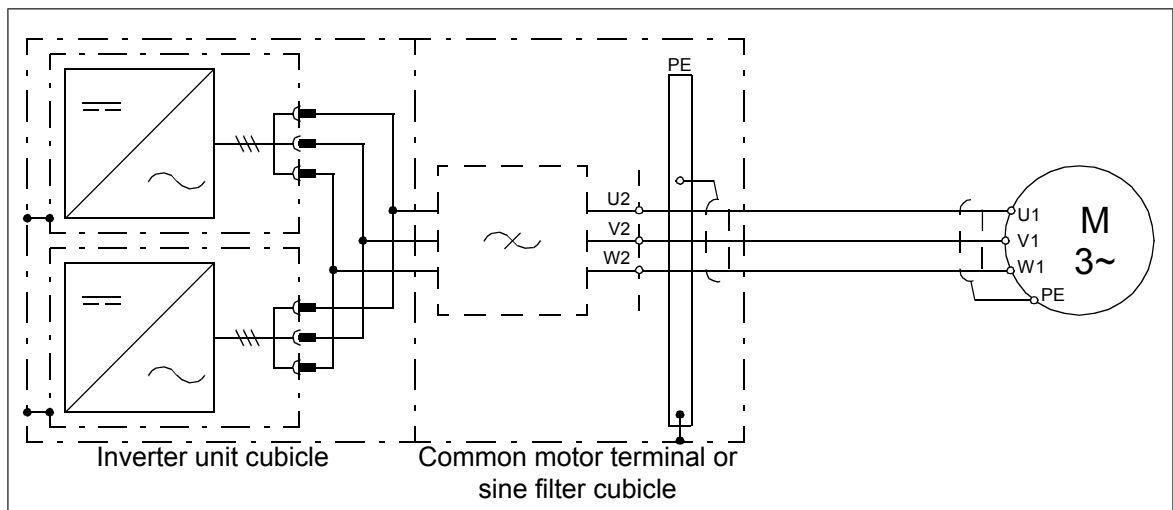 PE
U2
V2
W2
U1
V1
W1
PE
M
3~
Inverter unit cubicle
Common motor terminal or
sine filter cubicle